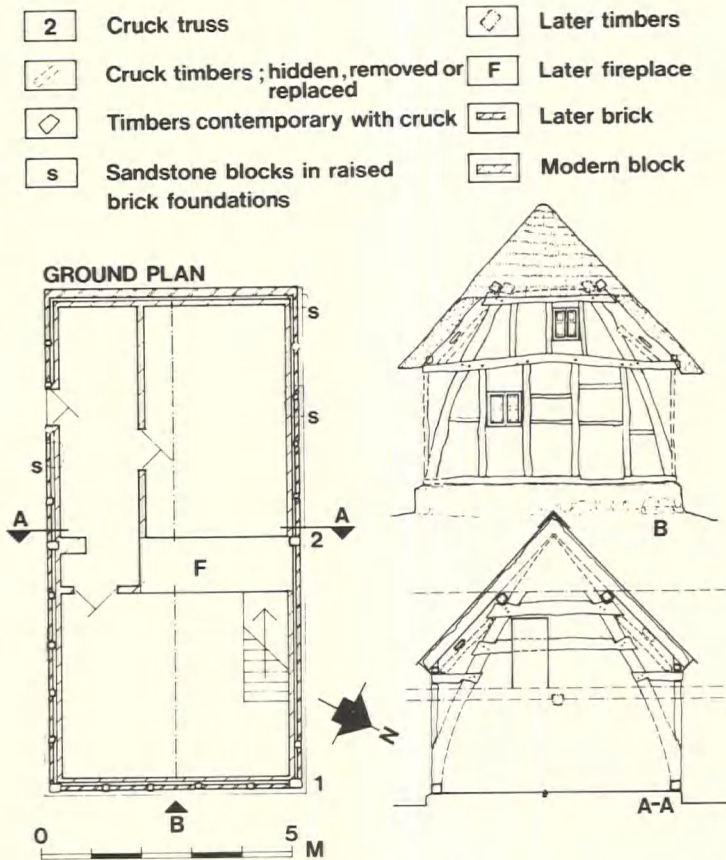 2 Cruck truss
Cruck timbers ; hidden, removed or
replaced
Timbers contemporary with cruck
s Sandstone blocks in raised
brick foundations
Later timbers
F Later fireplace
Later brick
Modern block
GROUND PLAN
s
s
s
A A
2
F
N
1
B
0 5
M
B
A-A